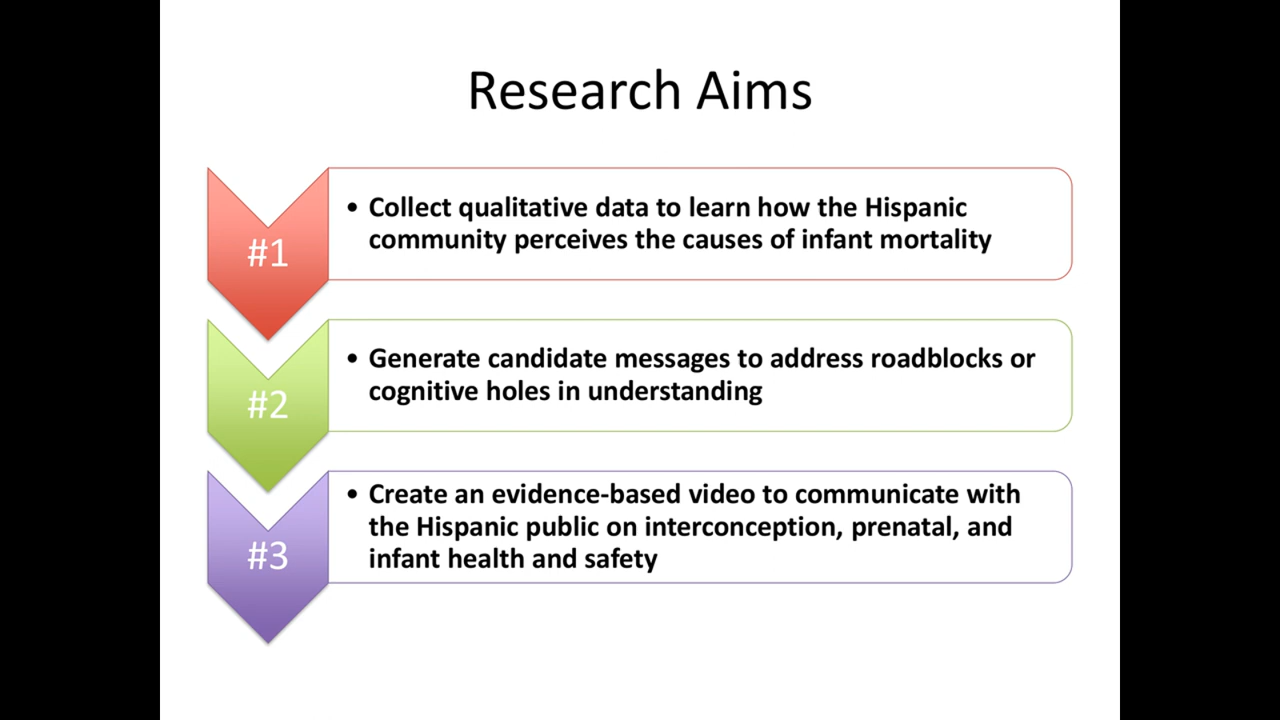 Research Aims
#1
• Collect qualitative data to learn how the Hispanic
community perceives the causes of infant mortality
#2
• Generate candidate messages to address roadblocks or
cognitive holes in understanding
#3
• Create an evidence-based video to communicate with
the Hispanic public on interconception, prenatal, and
infant health and safety